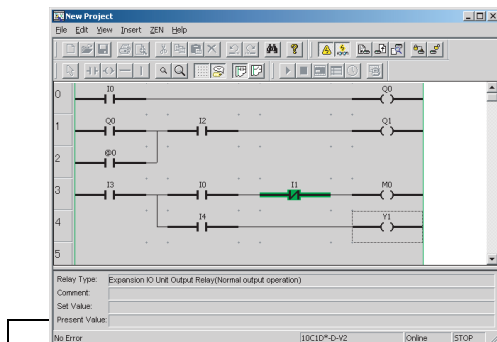 New Project
File Edit View Insert ZEN Help
0 I0 Q0
1 Q0 I2 Q1
2 @0
3 I3 I0 I1 M0
4 I4 Y1
5
Relay Type: Expansion IO Unit Output Relay(Normal output operation)
Comment:
Set Value:
Present Value:
No Error 10C1D*-D-V2 Online STOP